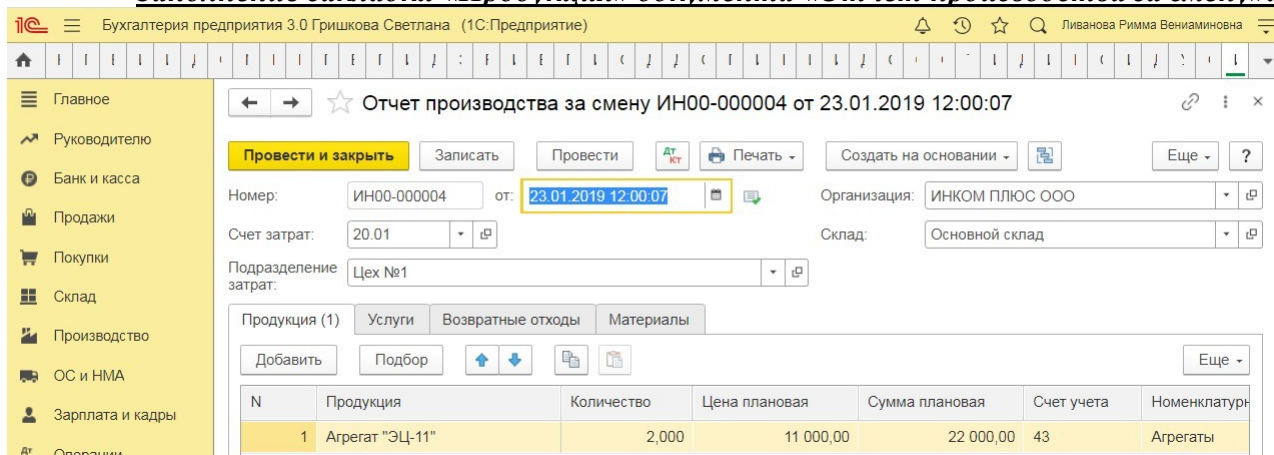 Бухгалтерия предприятия 3.0 Гришкова Светлана (1С:Предприятие)
Ливанова Римма Вениаминовна
Главное
Руководителю
Банк и касса
Продажи
Покупки
Склад
Производство
ОС и НМА
Зарплата и кадры
Отчет производства за смену ИН00-000004 от 23.01.2019 12:00:07
Провести и закрыть Записать Провести Дт Кт Печать Создать на основании Еще ?
Номер: ИН00-000004 от: 23.01.2019 12:00:07 Организация: ИНКОМ ПЛЮС ООО
Счет затрат: 20.01 Склад: Основной склад
Подразделение затрат: Цех №1
Продукция (1) Услуги Возвратные отходы Материалы
Добавить Подбор Еще
N Продукция Количество Цена плановая Сумма плановая Счет учета Номенклатурн
1 Агрегат "ЭЦ-11" 2,000 11 000,00 22 000,00 43 Агрегаты